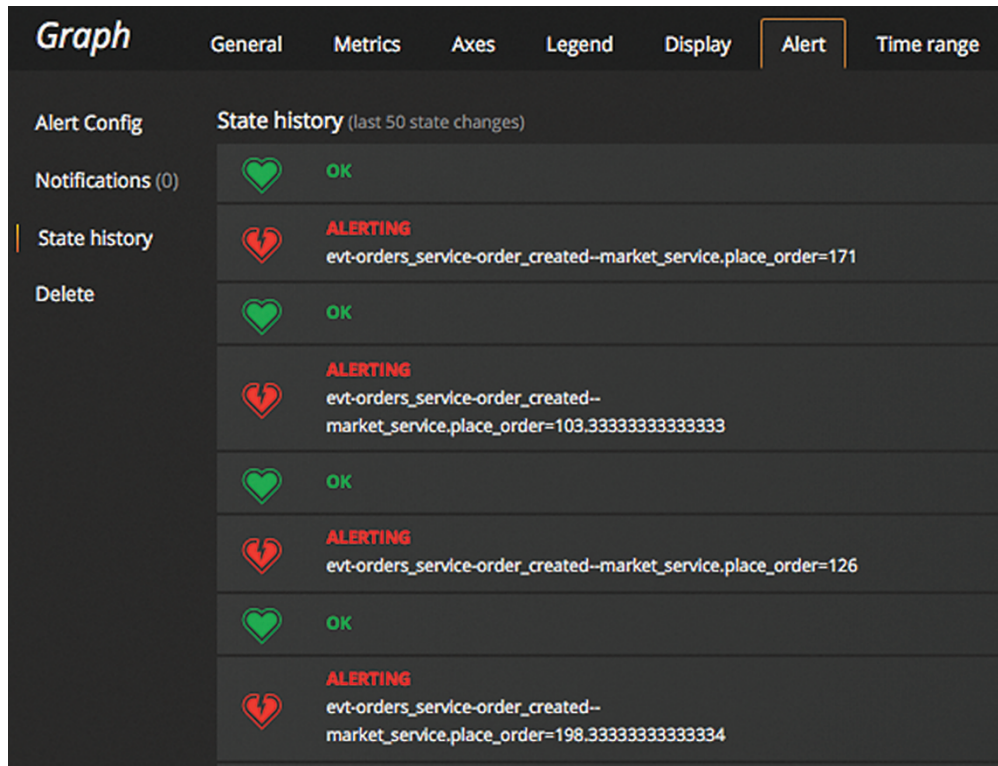 Graph
General Metrics Axes Legend Display Alert Time range
Alert Config
Notifications (0)
State history
Delete
State history (last 50 state changes)
OK
ALERTING
evt-orders_service-order_created--market_service.place_order=171
OK
ALERTING
evt-orders_service-order_created--
market_service.place_order=103.33333333333333
OK
ALERTING
evt-orders_service-order_created--market_service.place_order=126
OK
ALERTING
evt-orders_service-order_created--
market_service.place_order=198.33333333333334